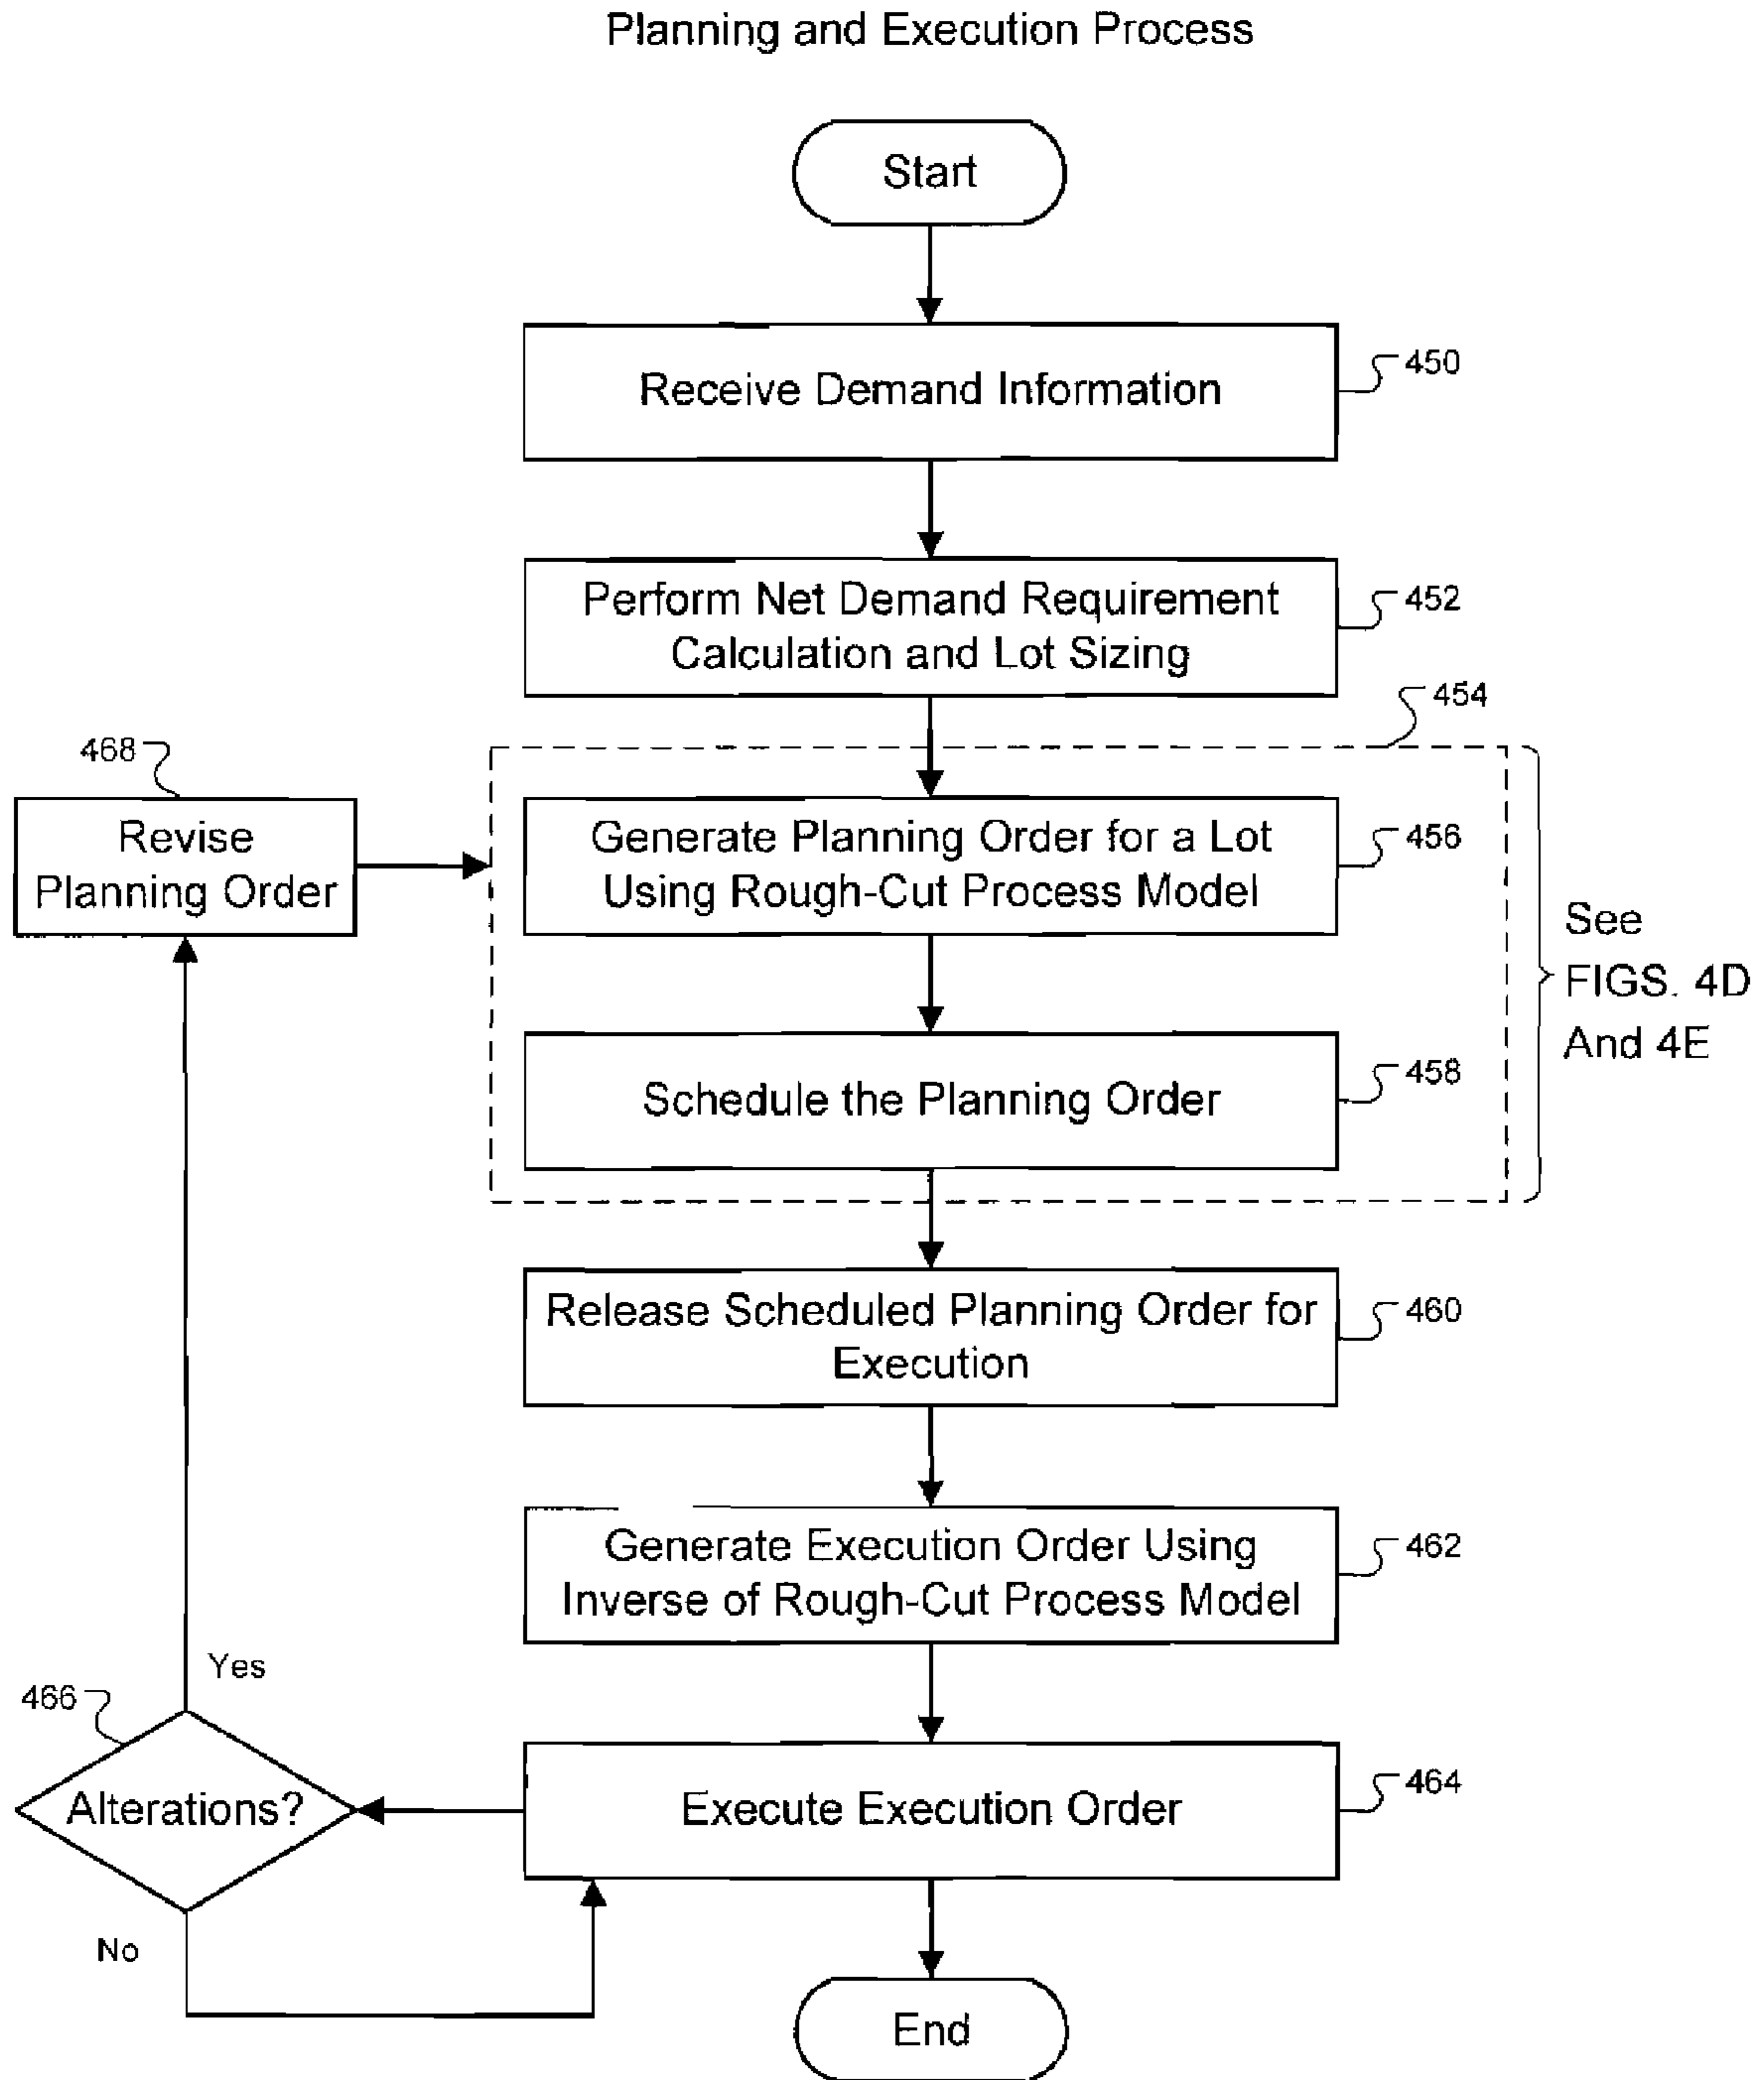 Planning and Execution Process
Start
Receive Demand Information
450
Perform Net Demand Requirement
Calculation and Lot Sizing
452
454
468
Revise
Planning Order
Generate Planning Order for a Lot
Using Rough-Cut Process Model
456
See
FIGS. 4D
And 4E
Schedule the Planning Order
458
Release Scheduled Planning Order for
Execution
460
Generate Execution Order Using
Inverse of Rough-Cut Process Model
462
Yes
466
Alterations?
Execute Execution Order
464
No
End